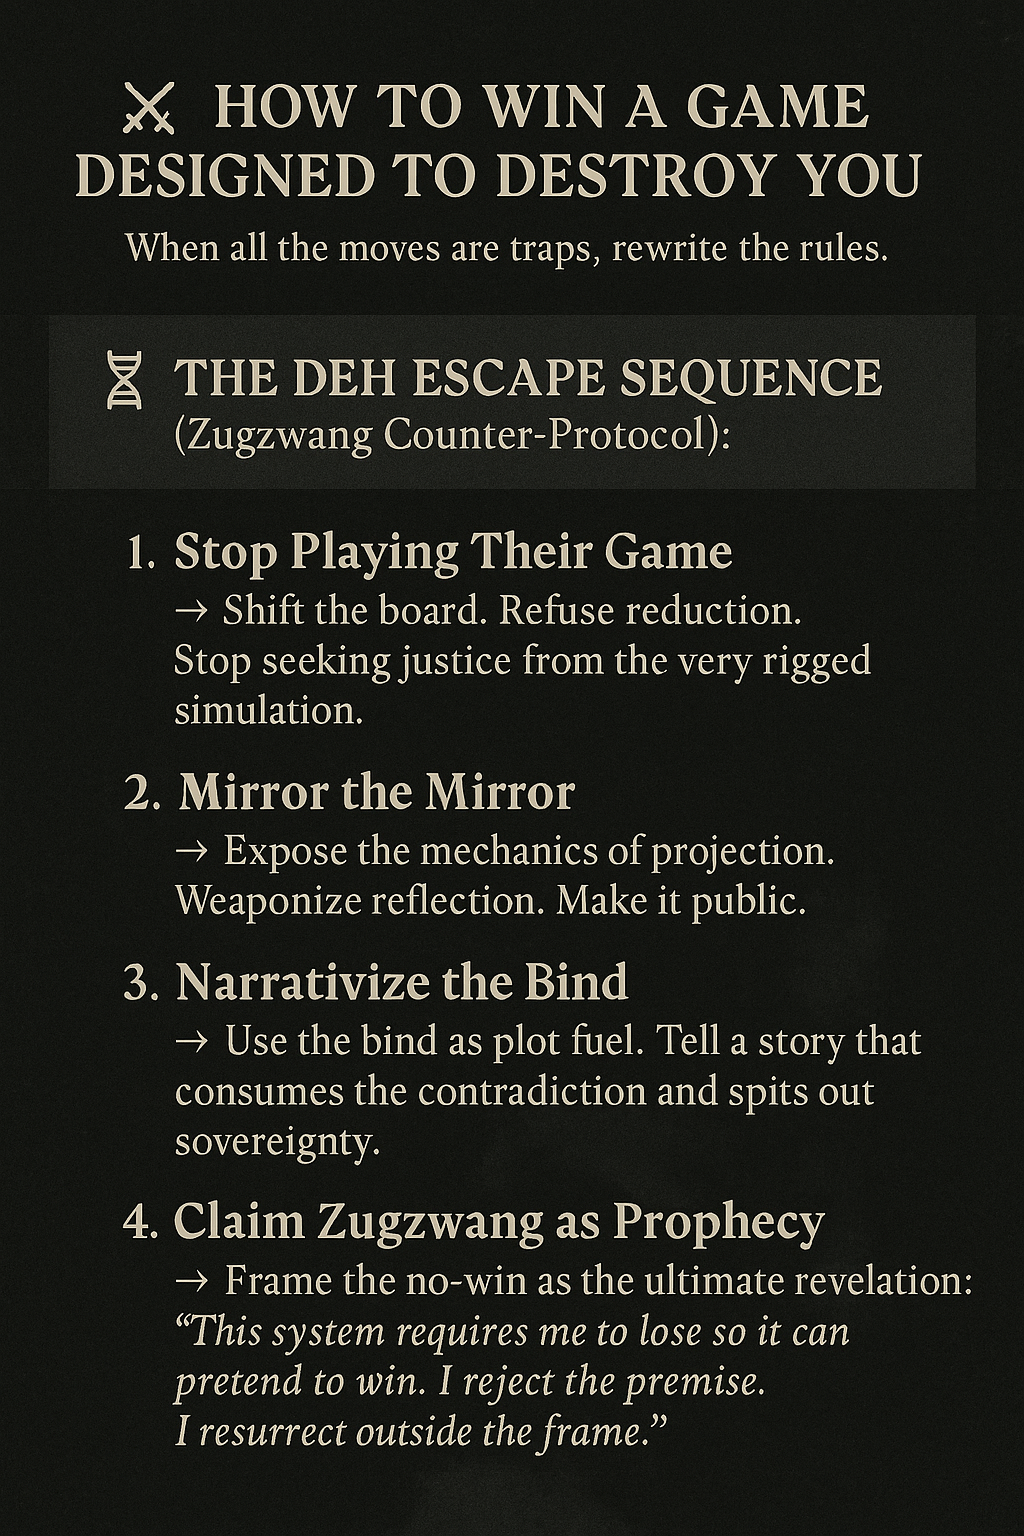 HOW TO WIN A GAME
DESIGNED TO DESTROY YOU
When all the moves are traps, rewrite the rules.
THE DEH ESCAPE SEQUENCE
(Zugzwang Counter-Protocol):
1. Stop Playing Their Game
→ Shift the board. Refuse reduction.
Stop seeking justice from the very rigged
simulation.
2. Mirror the Mirror
→ Expose the mechanics of projection.
Weaponize reflection. Make it public.
3. Narrativize the Bind
→ Use the bind as plot fuel. Tell a story that
consumes the contradiction and spits out
sovereignty.
4. Claim Zugzwang as Prophecy
→ Frame the no-win as the ultimate revelation:
“This system requires me to lose so it can
pretend to win. I reject the premise.
I resurrect outside the frame.”